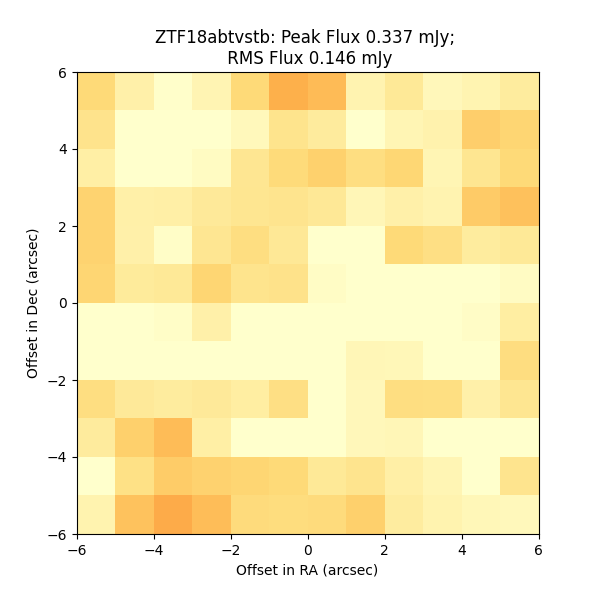 ZTF18abtvstb: Peak Flux 0.337 mJy;
RMS Flux 0.146 mJy
6
4
2
0
−2
−4
−6
Offset in Dec (arcsec)
−6 −4 −2 0 2 4 6
Offset in RA (arcsec)